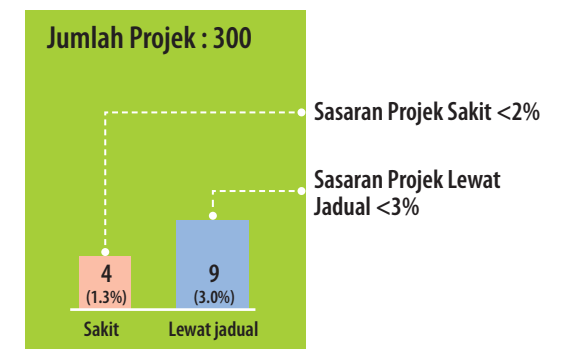 Jumlah Projek : 300
Sasaran Projek Sakit <2%
Sasaran Projek Lewat
Jadual <3%
4
(1.3%)
9
(3.0%)
Sakit
Lewat jadual